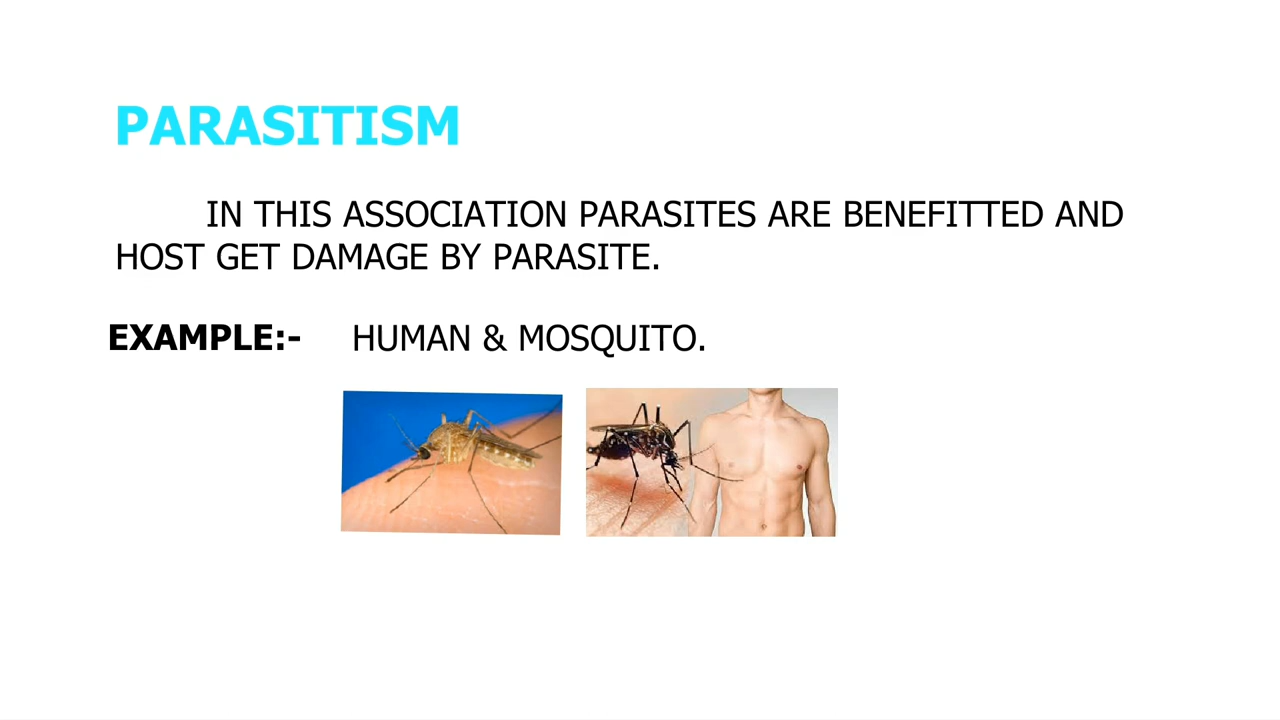 PARASITISM
IN THIS ASSOCIATION PARASITES ARE BENEFITTED AND
HOST GET DAMAGE BY PARASITE.
EXAMPLE:- HUMAN & MOSQUITO.